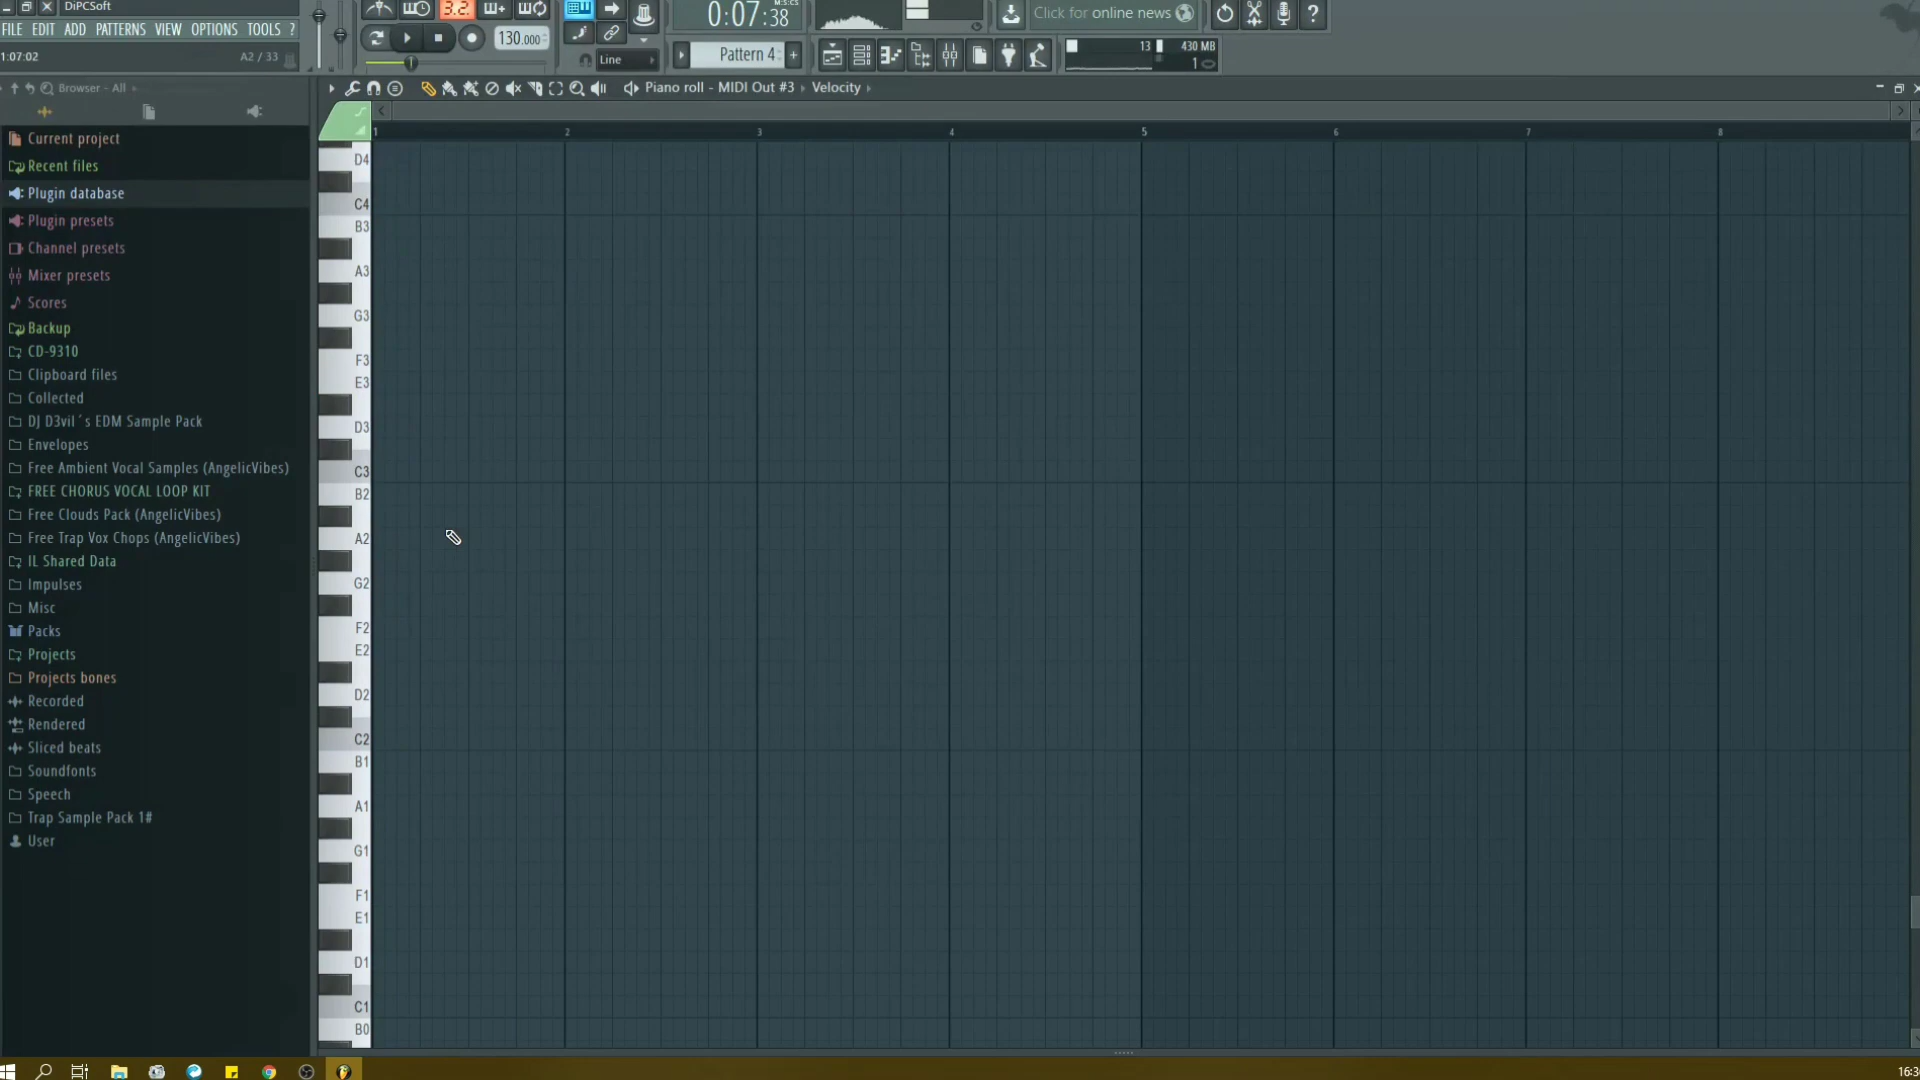 DiPCSoft
FILE EDIT ADD PATTERNS VIEW OPTIONS TOOLS ?
1:07:02 A2 / 33
3.2.
130.000
Line
0:07:38 M:S:CS
Pattern 4
Click for online news
13 430 MB
1
Browser - All
Piano roll - MIDI Out #3 Velocity
Current project
Recent files
Plugin database
Plugin presets
Channel presets
Mixer presets
Scores
Backup
CD-9310
Clipboard files
Collected
DJ D3vil´s EDM Sample Pack
Envelopes
Free Ambient Vocal Samples (AngelicVibes)
FREE CHORUS VOCAL LOOP KIT
Free Clouds Pack (AngelicVibes)
Free Trap Vox Chops (AngelicVibes)
IL Shared Data
Impulses
Misc
Packs
Projects
Projects bones
Recorded
Rendered
Sliced beats
Soundfonts
Speech
Trap Sample Pack 1#
User
1 2 3 4 5 6 7 8
D4
C4
B3
A3
G3
F3
E3
D3
C3
B2
A2
G2
F2
E2
D2
C2
B1
A1
G1
F1
E1
D1
C1
B0